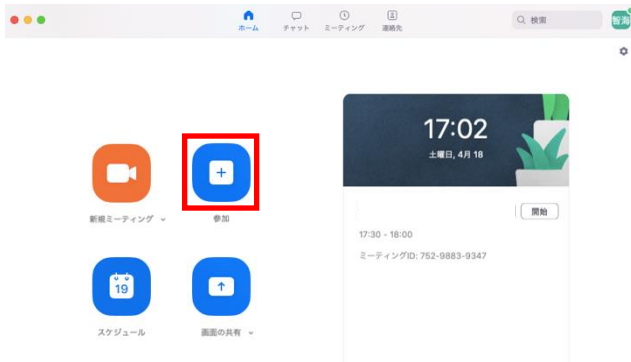 ホーム
チャット
ミーティング
連絡先
検索
智海
17:02
土曜日, 4月 18
新規ミーティング
参加
開始
17:30 - 18:00
ミーティングID: 752-9883-9347
19
スケジュール
画面の共有